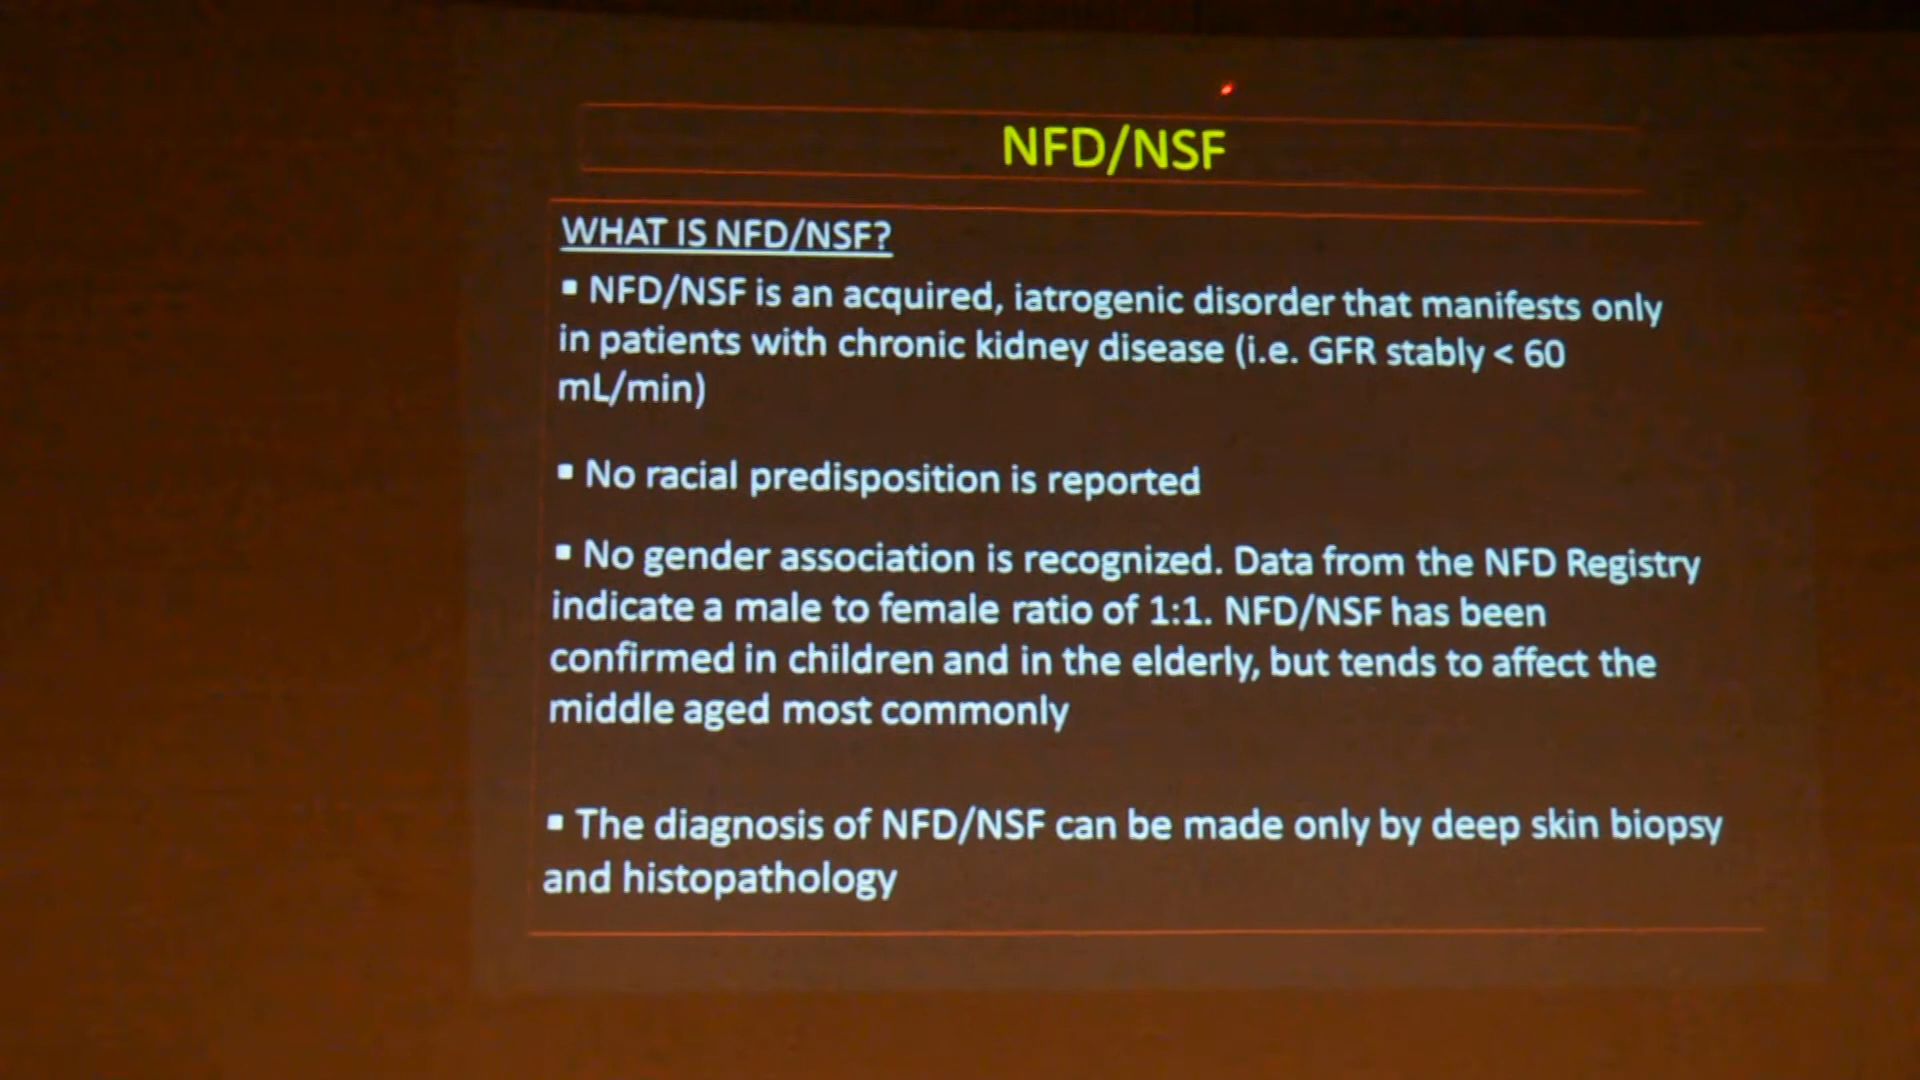 NFD/NSF
WHAT IS NFD/NSF?
▪ NFD/NSF is an acquired, iatrogenic disorder that manifests only
in patients with chronic kidney disease (i.e. GFR stably < 60
mL/min)
▪ No racial predisposition is reported
▪ No gender association is recognized. Data from the NFD Registry
indicate a male to female ratio of 1:1. NFD/NSF has been
confirmed in children and in the elderly, but tends to affect the
middle aged most commonly
▪ The diagnosis of NFD/NSF can be made only by deep skin biopsy
and histopathology